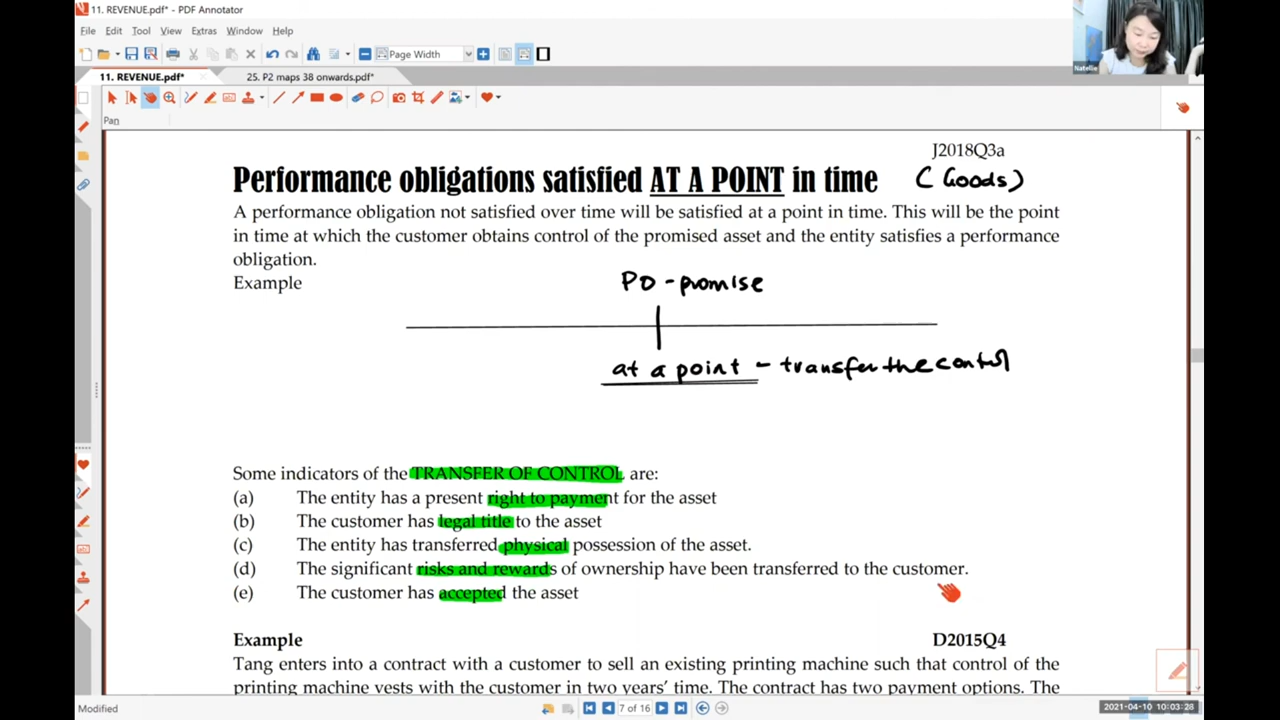 11. REVENUE.pdf* - PDF Annotator
File Edit Tool View Extras Window Help
Page Width
11. REVENUE.pdf* 25. P2 maps 38 onwards.pdf*
Pan
Natellie
J2018Q3a
Performance obligations satisfied AT A POINT in time (Goods)
A performance obligation not satisfied over time will be satisfied at a point in time. This will be the point
in time at which the customer obtains control of the promised asset and the entity satisfies a performance
obligation.
Example
PO - promise
at a point - transfer the control
Some indicators of the TRANSFER OF CONTROL are:
(a) The entity has a present right to payment for the asset
(b) The customer has legal title to the asset
(c) The entity has transferred physical possession of the asset.
(d) The significant risks and rewards of ownership have been transferred to the customer.
(e) The customer has accepted the asset
Example D2015Q4
Tang enters into a contract with a customer to sell an existing printing machine such that control of the
printing machine vests with the customer in two years' time. The contract has two payment options. The
Modified 7 of 16 2021-04-10 10:03:28